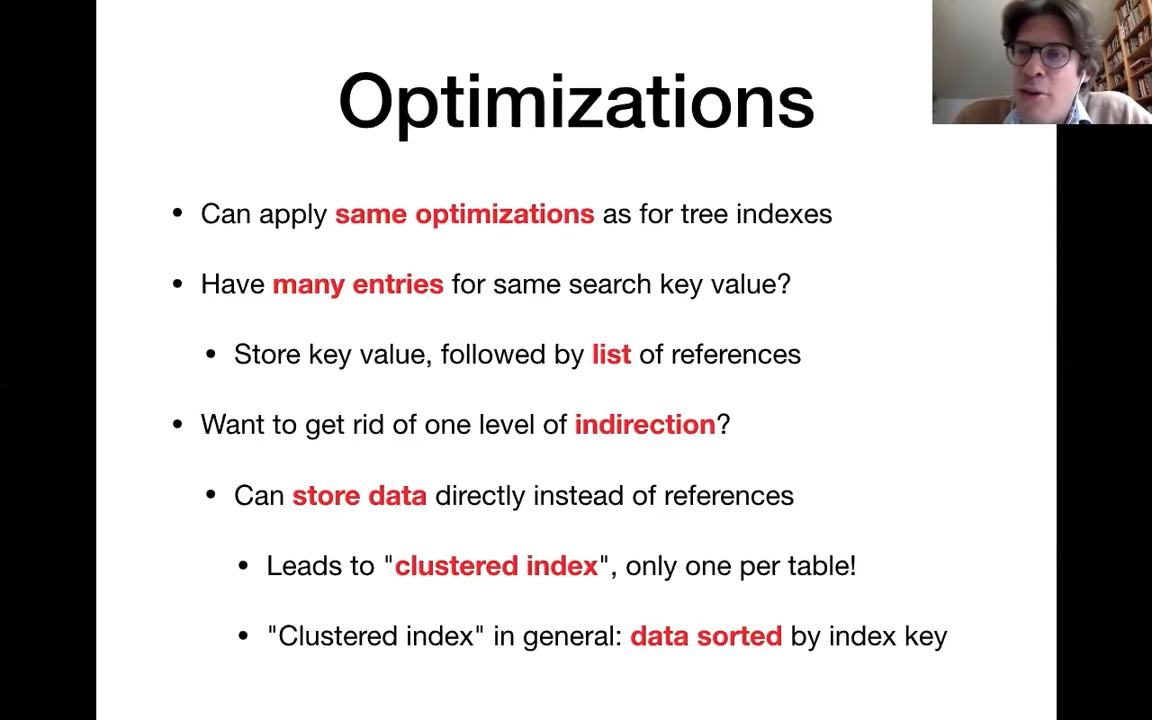 Optimizations
• Can apply same optimizations as for tree indexes
• Have many entries for same search key value?
• Store key value, followed by list of references
• Want to get rid of one level of indirection?
• Can store data directly instead of references
• Leads to "clustered index", only one per table!
• "Clustered index" in general: data sorted by index key